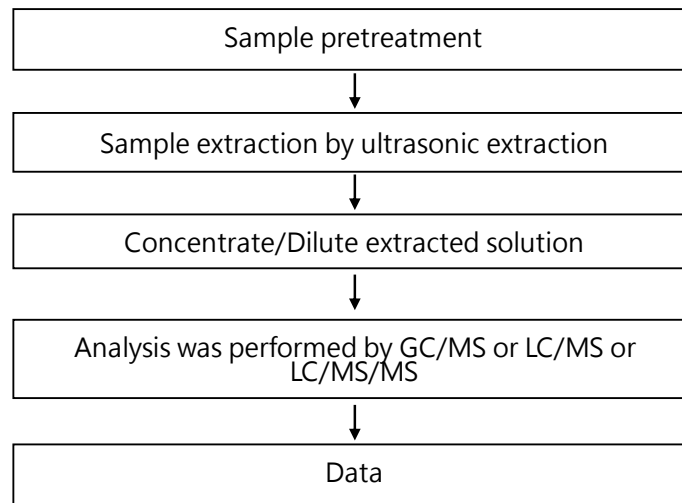 Sample pretreatment
Sample extraction by ultrasonic extraction
Concentrate/Dilute extracted solution
Analysis was performed by GC/MS or LC/MS or
LC/MS/MS
Data